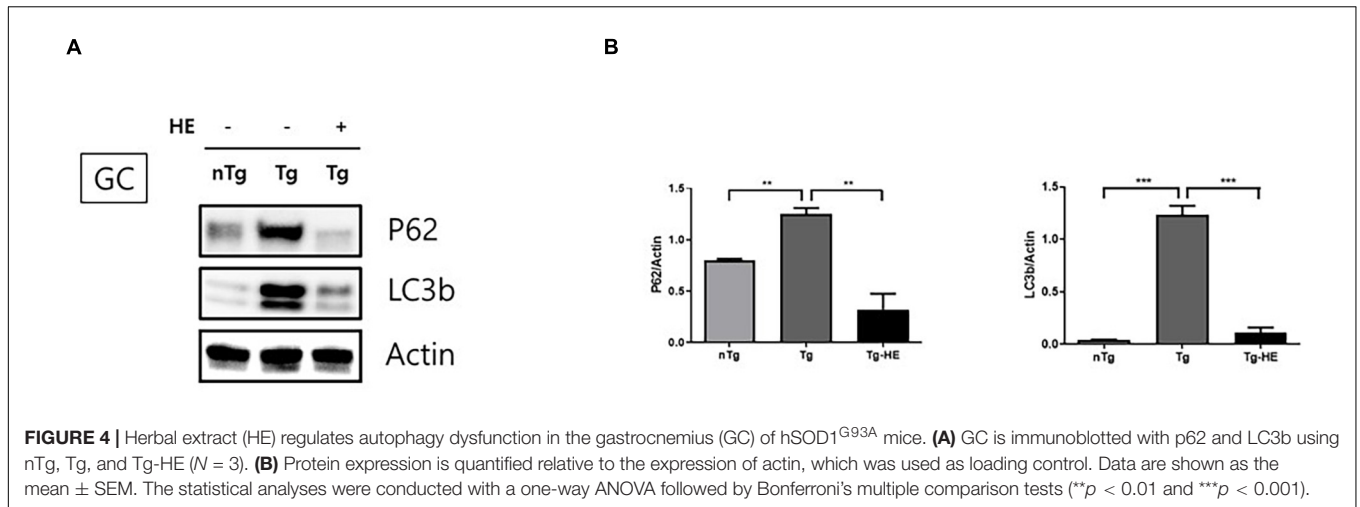 A
B
HE - - +
GC
nTg Tg Tg
P62
LC3b
Actin
P62/Actin
1.5
1.0
0.5
0.0
** **
nTg Tg Tg-HE
LC3b/Actin
1.5
1.0
0.5
0.0
*** ***
nTg Tg Tg-HE
FIGURE 4 | Herbal extract (HE) regulates autophagy dysfunction in the gastrocnemius (GC) of hSOD1^G93A mice. (A) GC is immunoblotted with p62 and LC3b using
nTg, Tg, and Tg-HE (N = 3). (B) Protein expression is quantified relative to the expression of actin, which was used as loading control. Data are shown as the
mean ± SEM. The statistical analyses were conducted with a one-way ANOVA followed by Bonferroni's multiple comparison tests (**p < 0.01 and ***p < 0.001).